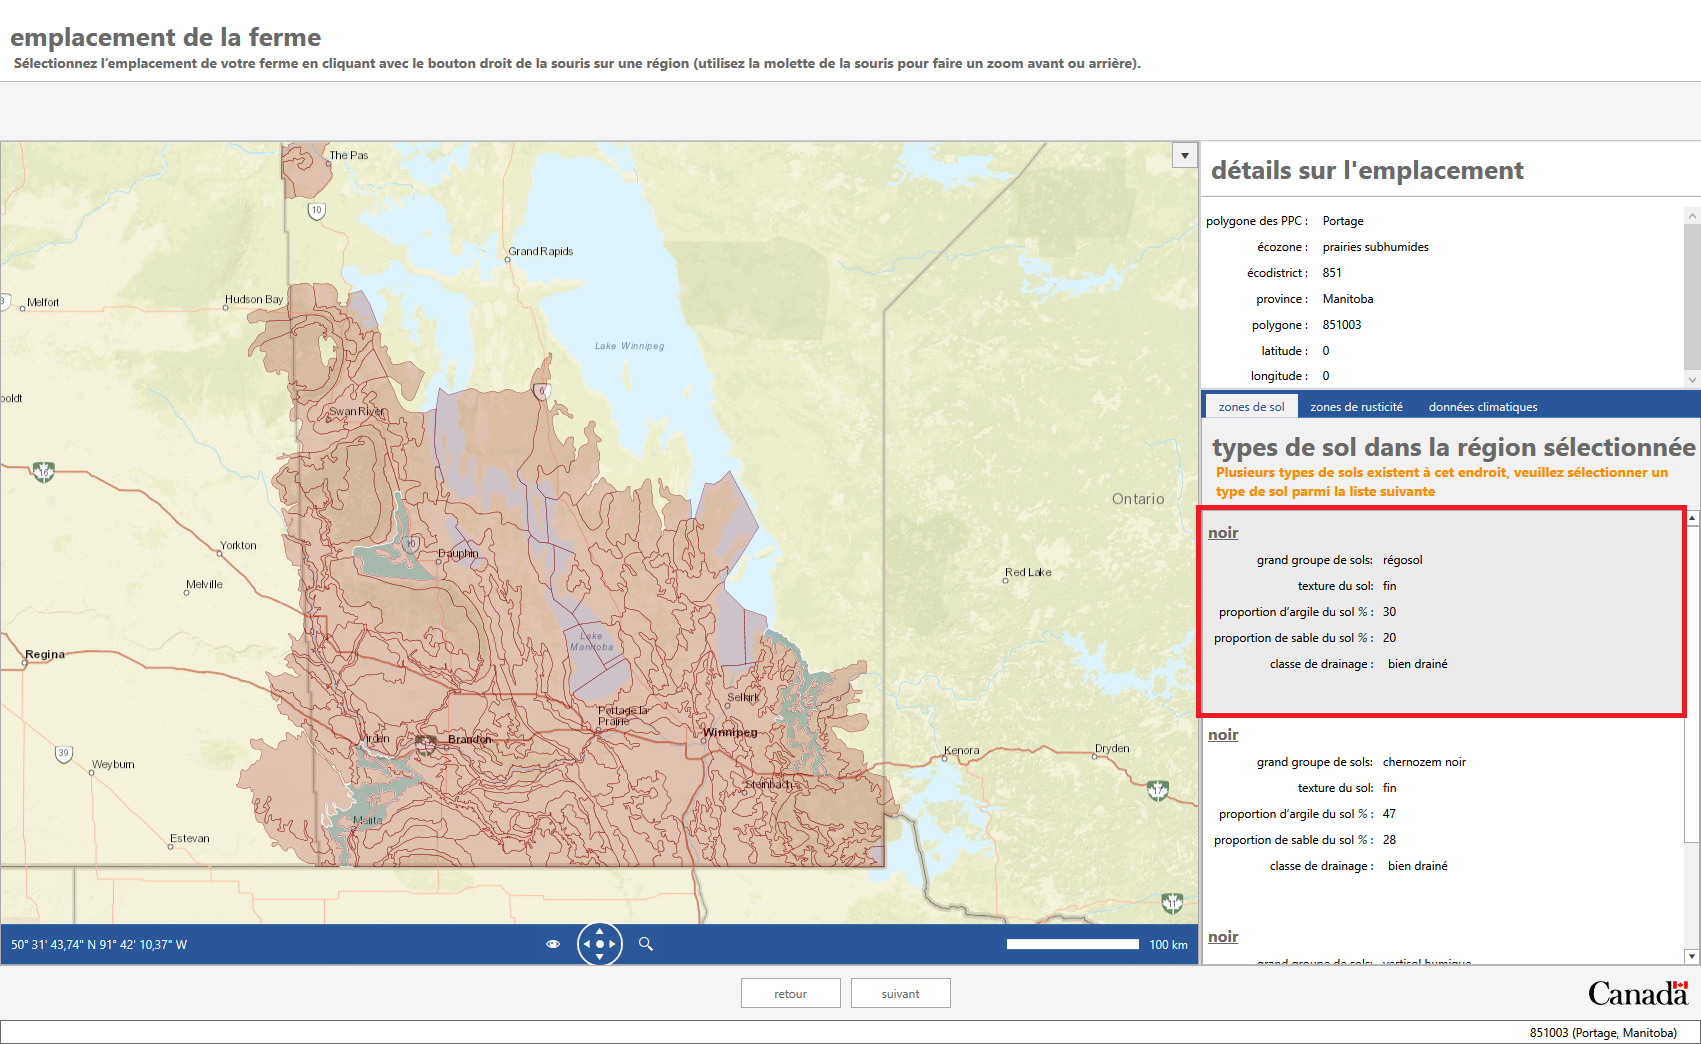 emplacement de la ferme
Sélectionnez l’emplacement de votre ferme en cliquant avec le bouton droit de la souris sur une région (utilisez la molette de la souris pour faire un zoom avant ou arrière).
The Pas
10
Grand Rapids
Hudson Bay
3
Melfort
Lake Winnipeg
6
boldt
Swan River
16
Ontario
Yorkton
10
Dauphin
Melville
Red Lake
Lake
Manitoba
Regina
Selkirk
Portage la
Prairie
Winnipeg
Virden
Brandon
39
Kenora
Dryden
Weyburn
Steinbach
17
Malita
Estevan
11
50° 31' 43,74" N 91° 42' 10,37" W
100 km
détails sur l'emplacement
polygone des PPC : Portage
écozone : prairies subhumides
écodistrict : 851
province : Manitoba
polygone : 851003
latitude : 0
longitude : 0
zones de sol zones de rusticité données climatiques
types de sol dans la région sélectionnée
Plusieurs types de sols existent à cet endroit, veuillez sélectionner un
type de sol parmi la liste suivante
noir
grand groupe de sols: régosol
texture du sol: fin
proportion d’argile du sol % : 30
proportion de sable du sol % : 20
classe de drainage : bien drainé
noir
grand groupe de sols: chernozem noir
texture du sol: fin
proportion d’argile du sol % : 47
proportion de sable du sol % : 28
classe de drainage : bien drainé
noir
grand groupe de sols: vertisol humique
retour suivant
Canada
851003 (Portage, Manitoba)